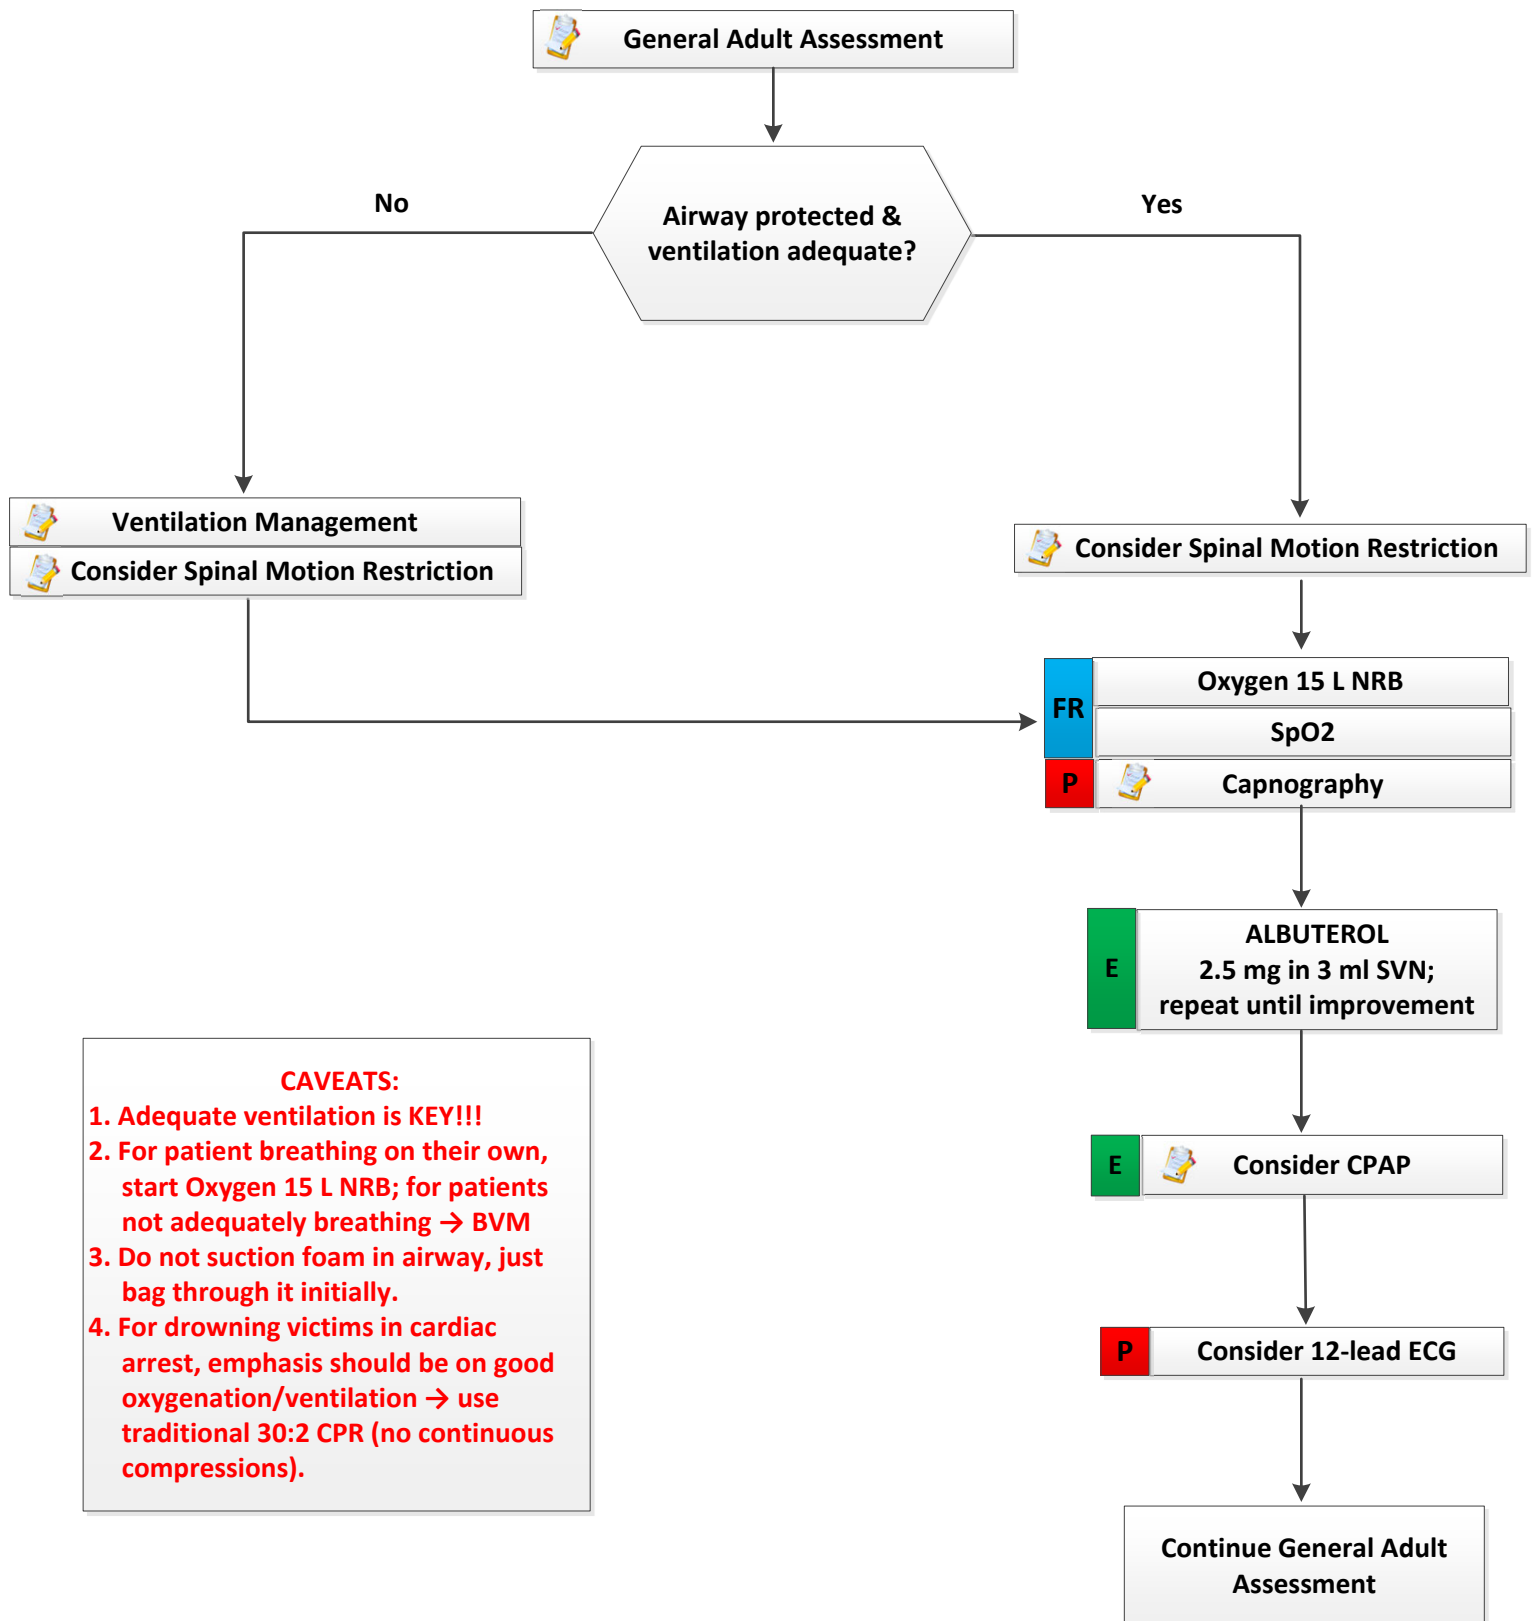 General Adult Assessment
No
Yes
Airway protected &
ventilation adequate?
Ventilation Management
Consider Spinal Motion Restriction
Consider Spinal Motion Restriction
FR
Oxygen 15 L NRB
SpO2
P
Capnography
E
ALBUTEROL
2.5 mg in 3 ml SVN;
repeat until improvement
E
Consider CPAP
P
Consider 12-lead ECG
Continue General Adult
Assessment
CAVEATS:
1. Adequate ventilation is KEY!!!
2. For patient breathing on their own,
start Oxygen 15 L NRB; for patients
not adequately breathing → BVM
3. Do not suction foam in airway, just
bag through it initially.
4. For drowning victims in cardiac
arrest, emphasis should be on good
oxygenation/ventilation → use
traditional 30:2 CPR (no continuous
compressions).